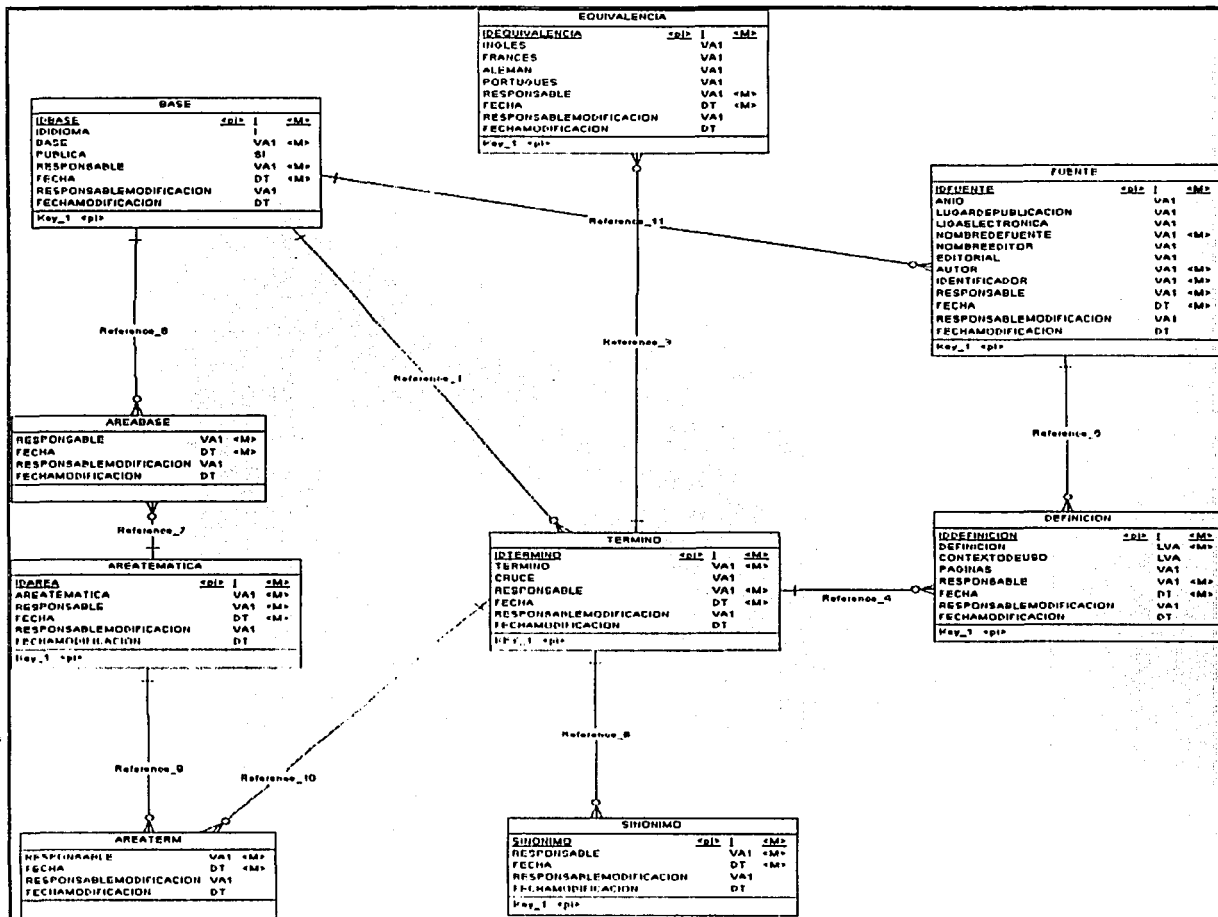 EQUIVALENCIA
IDEQUIVALENCIA <pi> I <M>
INGLES VA1
FRANCES VA1
ALEMAN VA1
PORTUGUES VA1
RESPONSABLE VA1 <M>
FECHA DT <M>
RESPONSABLEMODIFICACION VA1
FECHAMODIFICACION DT
Key_1 <pi>
BASE
IDBASE <pi> I <M>
IDIDIOMA I
BASE VA1 <M>
PUBLICA SI
RESPONSABLE VA1 <M>
FECHA DT <M>
RESPONSABLEMODIFICACION VA1
FECHAMODIFICACION DT
Key_1 <pi>
FUENTE
IDFUENTE <pi> I <M>
ANIO VA1
LUGARDEPUBLICACION VA1
LIGAELECTRONICA VA1
NOMBREDEFUENTE VA1 <M>
NOMBREEDITOR VA1
EDITORIAL VA1
AUTOR VA1 <M>
IDENTIFICADOR VA1 <M>
RESPONSABLE VA1 <M>
FECHA DT <M>
RESPONSABLEMODIFICACION VA1
FECHAMODIFICACION DT
Key_1 <pi>
Reference_11
Reference_3
Reference_1
Reference_5
AREABASE
RESPONSABLE VA1 <M>
FECHA DT <M>
RESPONSABLEMODIFICACION VA1
FECHAMODIFICACION DT
Reference_7
AREATEMATICA
IDAREA <pi> I <M>
AREATEMATICA VA1 <M>
RESPONSABLE VA1 <M>
FECHA DT <M>
RESPONSABLEMODIFICACION VA1
FECHAMODIFICACION DT
Key_1 <pi>
TERMINO
IDTERMINO <pi> I <M>
TERMINO VA1 <M>
CRUCE VA1
RESPONSABLE VA1 <M>
FECHA DT <M>
RESPONSABLEMODIFICACION VA1
FECHAMODIFICACION DT
Key_1 <pi>
Reference_4
DEFINICION
IDDEFINICION <pi> I <M>
DEFINICION LVA <M>
CONTEXTODEUSO LVA
PAGINAS VA1
RESPONSABLE VA1 <M>
FECHA DT <M>
RESPONSABLEMODIFICACION VA1
FECHAMODIFICACION DT
Key_1 <pi>
Reference_9
Reference_10
AREATERM
RESPONSABLE VA1 <M>
FECHA DT <M>
RESPONSABLEMODIFICACION VA1
FECHAMODIFICACION DT
SINONIMO
SINONIMO <pi> I <M>
RESPONSABLE VA1 <M>
FECHA DT <M>
RESPONSABLEMODIFICACION VA1
FECHAMODIFICACION DT
Key_1 <pi>